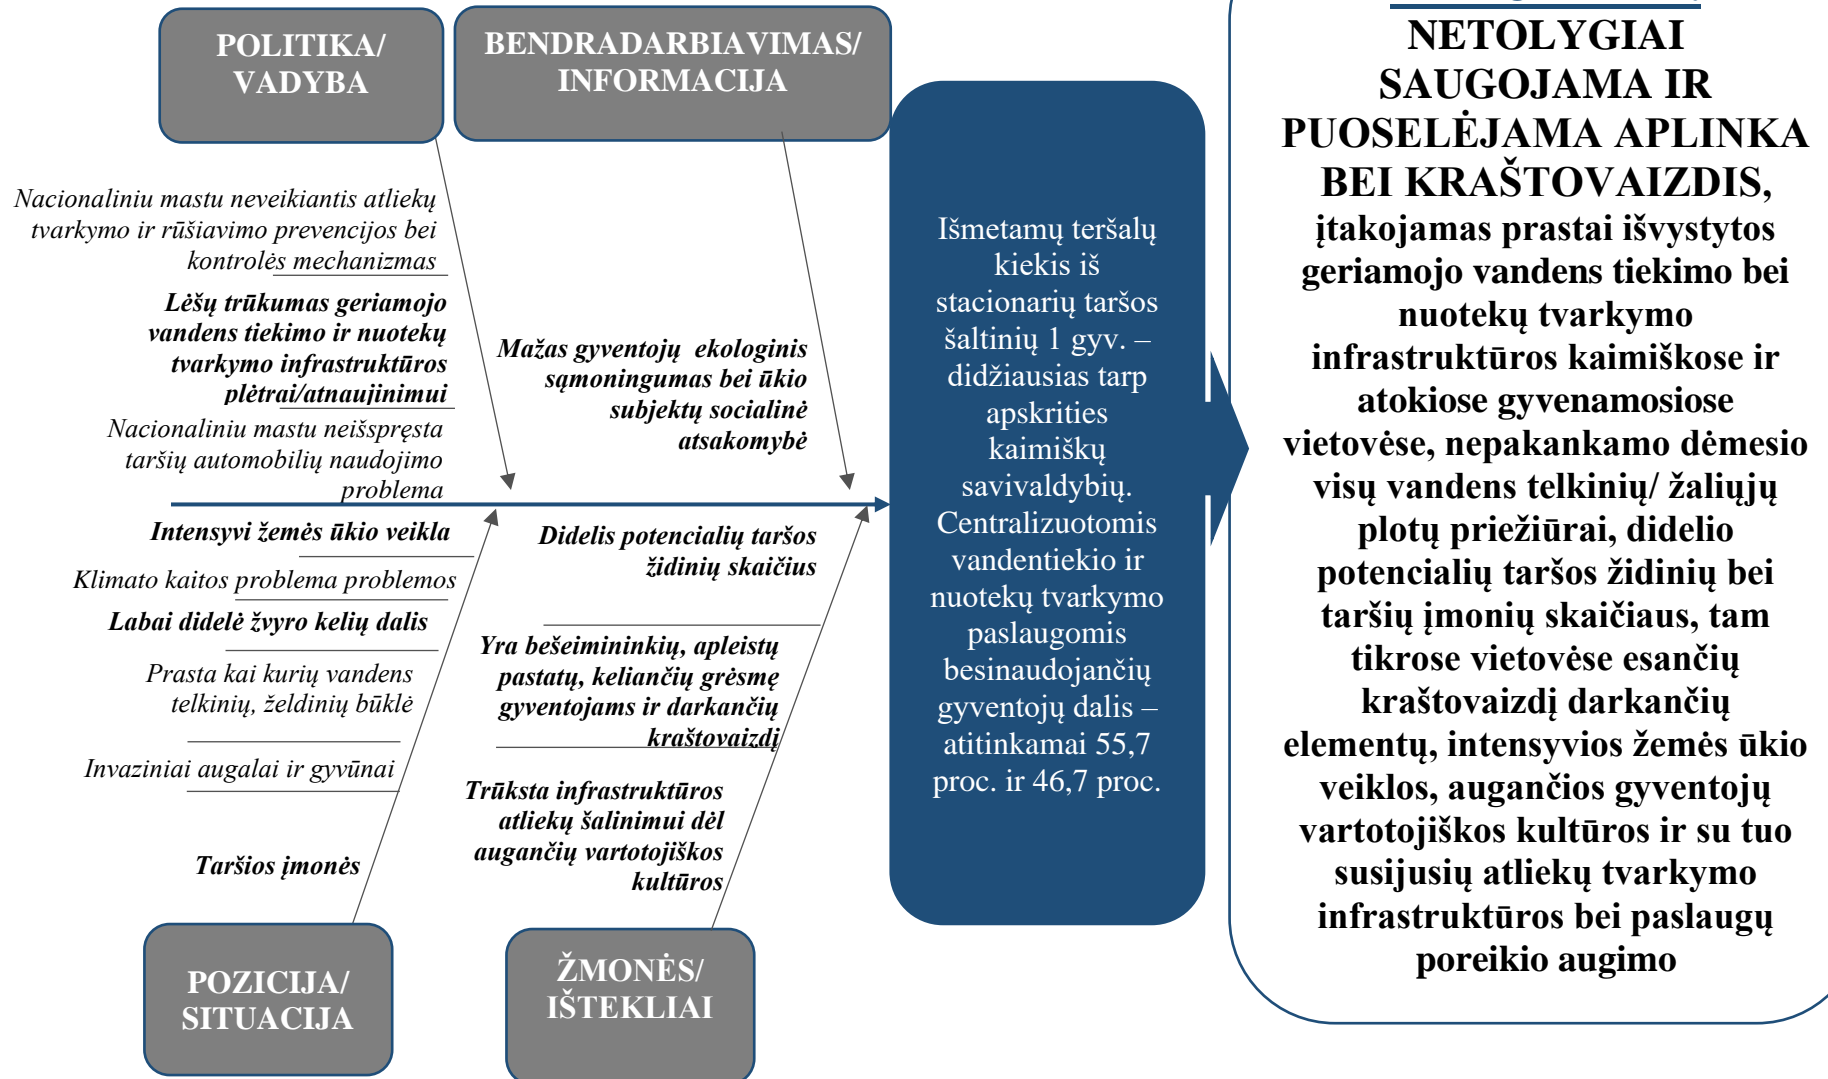 POLITIKA/
VADYBA
BENDRADARBIAVIMAS/
INFORMACIJA
Nacionaliniu mastu neveikiantis atliekų
tvarkymo ir rūšiavimo prevencijos bei
kontrolės mechanizmas
Lėšų trūkumas geriamojo
vandens tiekimo ir nuotekų
tvarkymo infrastruktūros
plėtrai/atnaujinimui
Nacionaliniu mastu neišspręsta
taršių automobilių naudojimo
problema
Mažas gyventojų ekologinis
sąmoningumas bei ūkio
subjektų socialinė
atsakomybė
Intensyvi žemės ūkio veikla
Klimato kaitos problema problemos
Labai didelė žvyro kelių dalis
Prasta kai kurių vandens
telkinių, želdinių būklė
Invaziniai augalai ir gyvūnai
Taršios įmonės
Didelis potencialių taršos
židinių skaičius
Yra bešeimininkių, apleistų
pastatų, keliančių grėsmę
gyventojams ir darkančių
kraštovaizdį
Trūksta infrastruktūros
atliekų šalinimui dėl
augančių vartotojiškos
kultūros
POZICIJA/
SITUACIJA
ŽMONĖS/
IŠTEKLIAI
Išmetamų teršalų
kiekis iš
stacionarių taršos
šaltinių 1 gyv. –
didžiausias tarp
apskrities
kaimiškų
savivaldybių.
Centralizuotomis
vandentiekio ir
nuotekų tvarkymo
paslaugomis
besinaudojančių
gyventojų dalis –
atitinkamai 55,7
proc. ir 46,7 proc.
NETOLYGIAI
SAUGOJAMA IR
PUOSELĖJAMA APLINKA
BEI KRAŠTOVAIZDIS,
įtakojamas prastai išvystytos
geriamojo vandens tiekimo bei
nuotekų tvarkymo
infrastruktūros kaimiškose ir
atokiose gyvenamosiose
vietovėse, nepakankamo dėmesio
visų vandens telkinių/ žaliųjų
plotų priežiūrai, didelio
potencialių taršos židinių bei
taršių įmonių skaičiaus, tam
tikrose vietovėse esančių
kraštovaizdį darkančių
elementų, intensyvios žemės ūkio
veiklos, augančios gyventojų
vartotojiškos kultūros ir su tuo
susijusių atliekų tvarkymo
infrastruktūros bei paslaugų
poreikio augimo